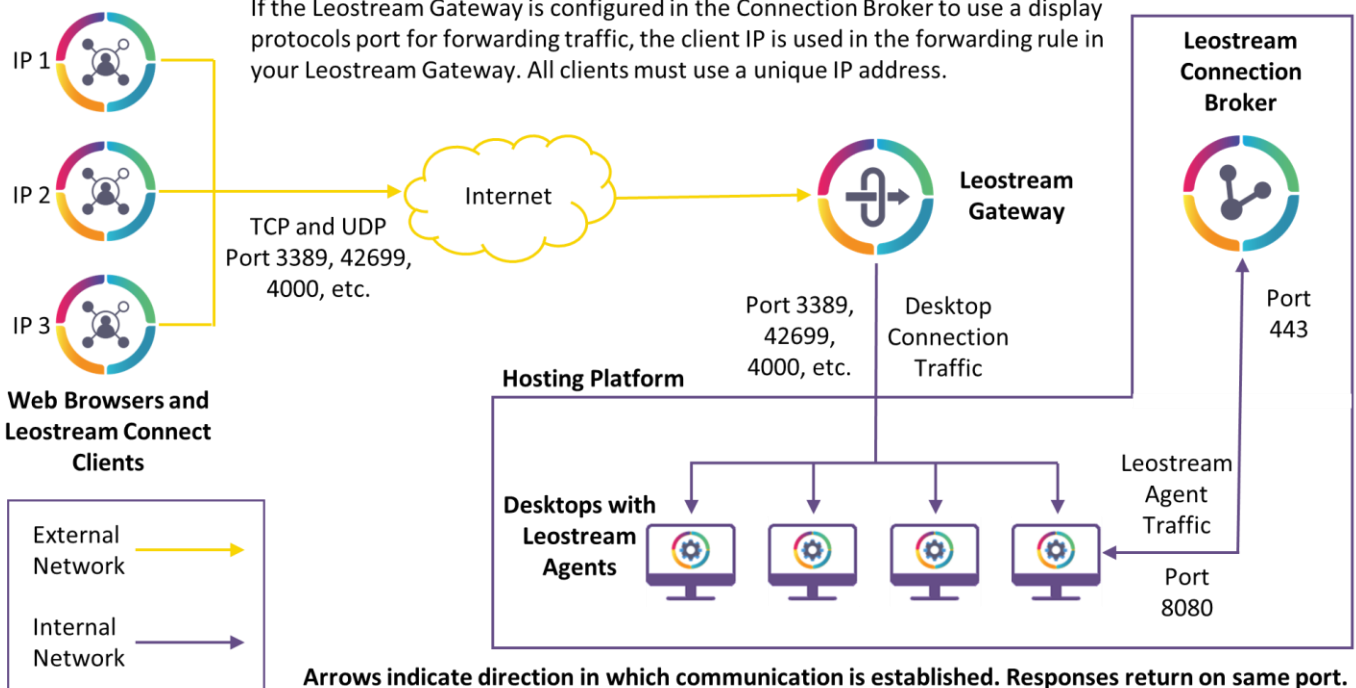 If the Leostream Gateway is configured in the Connection Broker to use a display
protocols port for forwarding traffic, the client IP is used in the forwarding rule in
your Leostream Gateway. All clients must use a unique IP address.
IP 1
IP 2
IP 3
Web Browsers and
Leostream Connect
Clients
TCP and UDP
Port 3389, 42699,
4000, etc.
Internet
Leostream
Gateway
Leostream
Connection
Broker
Port 3389,
42699,
4000, etc.
Desktop
Connection
Traffic
Port
443
Hosting Platform
Desktops with
Leostream
Agents
Leostream
Agent
Traffic
Port
8080
External
Network
Internal
Network
Arrows indicate direction in which communication is established. Responses return on same port.